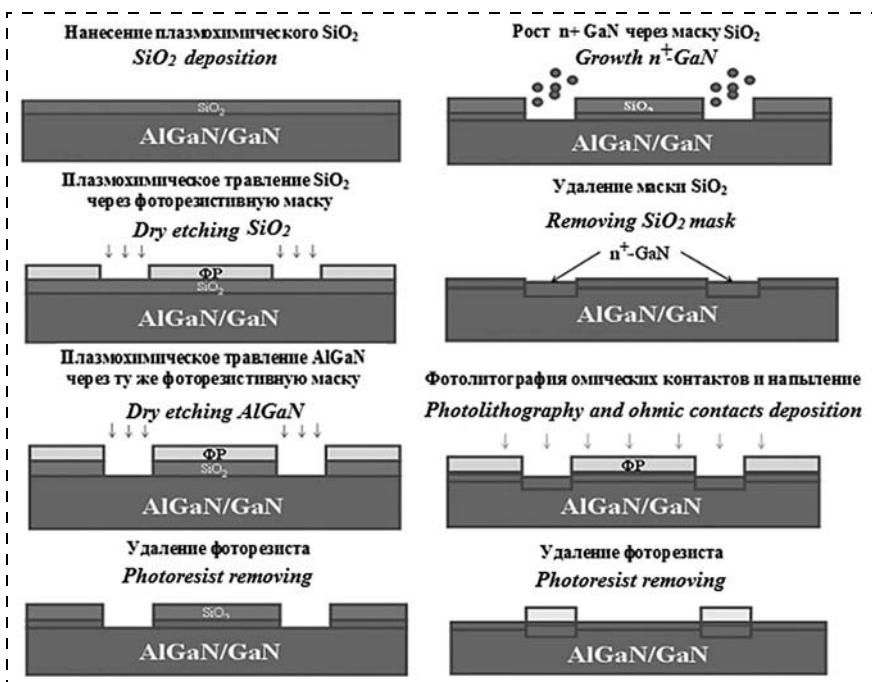 Нанесение плазмохимического SiO₂
SiO₂ deposition
SiO₂
AlGaN/GaN
Плазмохимическое травление SiO₂
через фоторезистивную маску
Dry etching SiO₂
ФР
SiO₂
AlGaN/GaN
Плазмохимическое травление AlGaN
через ту же фоторезистивную маску
Dry etching AlGaN
ФР
SiO₂
AlGaN/GaN
Удаление фоторезиста
Photoresist removing
SiO₂
AlGaN/GaN
Рост n+ GaN через маску SiO₂
Growth n⁺-GaN
SiO₂
AlGaN/GaN
Удаление маски SiO₂
Removing SiO₂ mask
n⁺-GaN
AlGaN/GaN
Фотолитография омических контактов и напыление
Photolithography and ohmic contacts deposition
ФР
AlGaN/GaN
Удаление фоторезиста
Photoresist removing
AlGaN/GaN